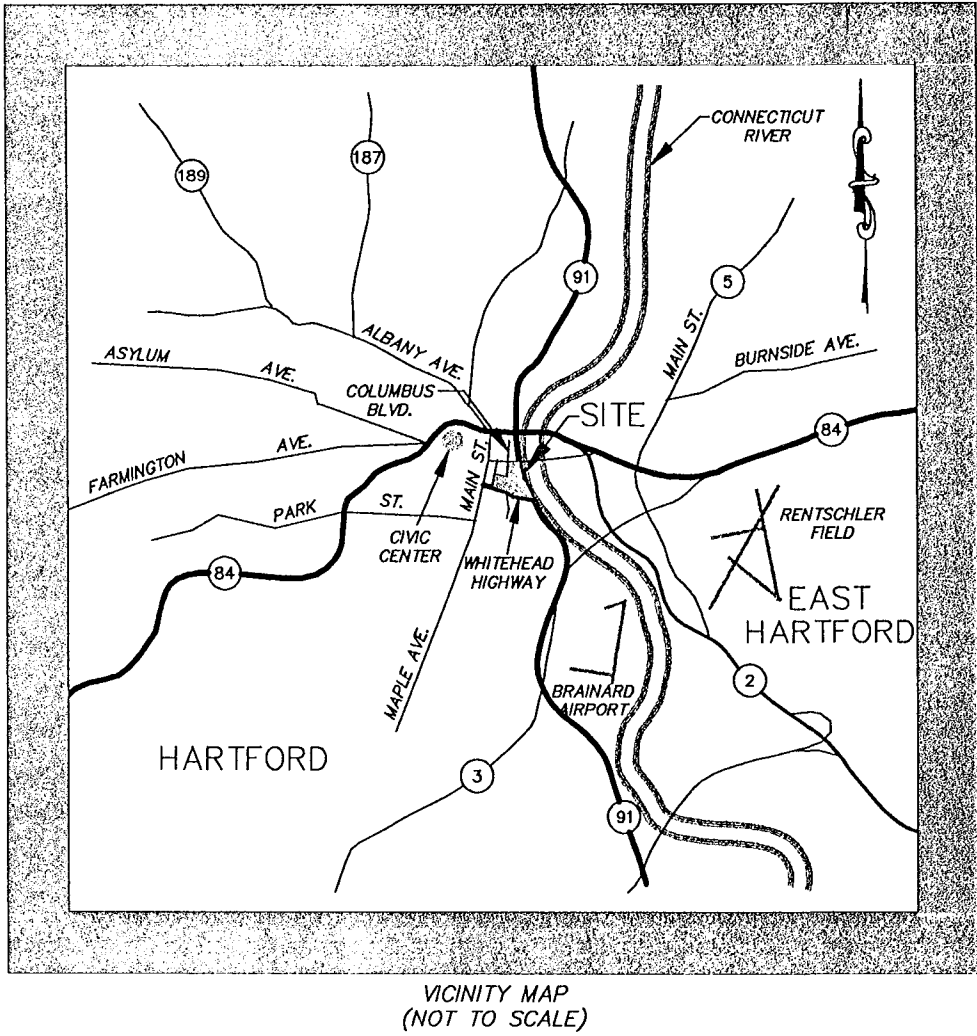 CONNECTICUT
RIVER
189
187
91
5
MAIN ST.
ALBANY AVE.
BURNSIDE AVE.
ASYLUM AVE.
COLUMBUS
BLVD.
SITE
84
FARMINGTON AVE.
MAIN ST.
PARK ST.
CIVIC
CENTER
WHITEHEAD
HIGHWAY
RENTSCHLER
FIELD
84
EAST
HARTFORD
MAPLE AVE.
BRAINARD
AIRPORT
2
HARTFORD
3
91
VICINITY MAP
(NOT TO SCALE)